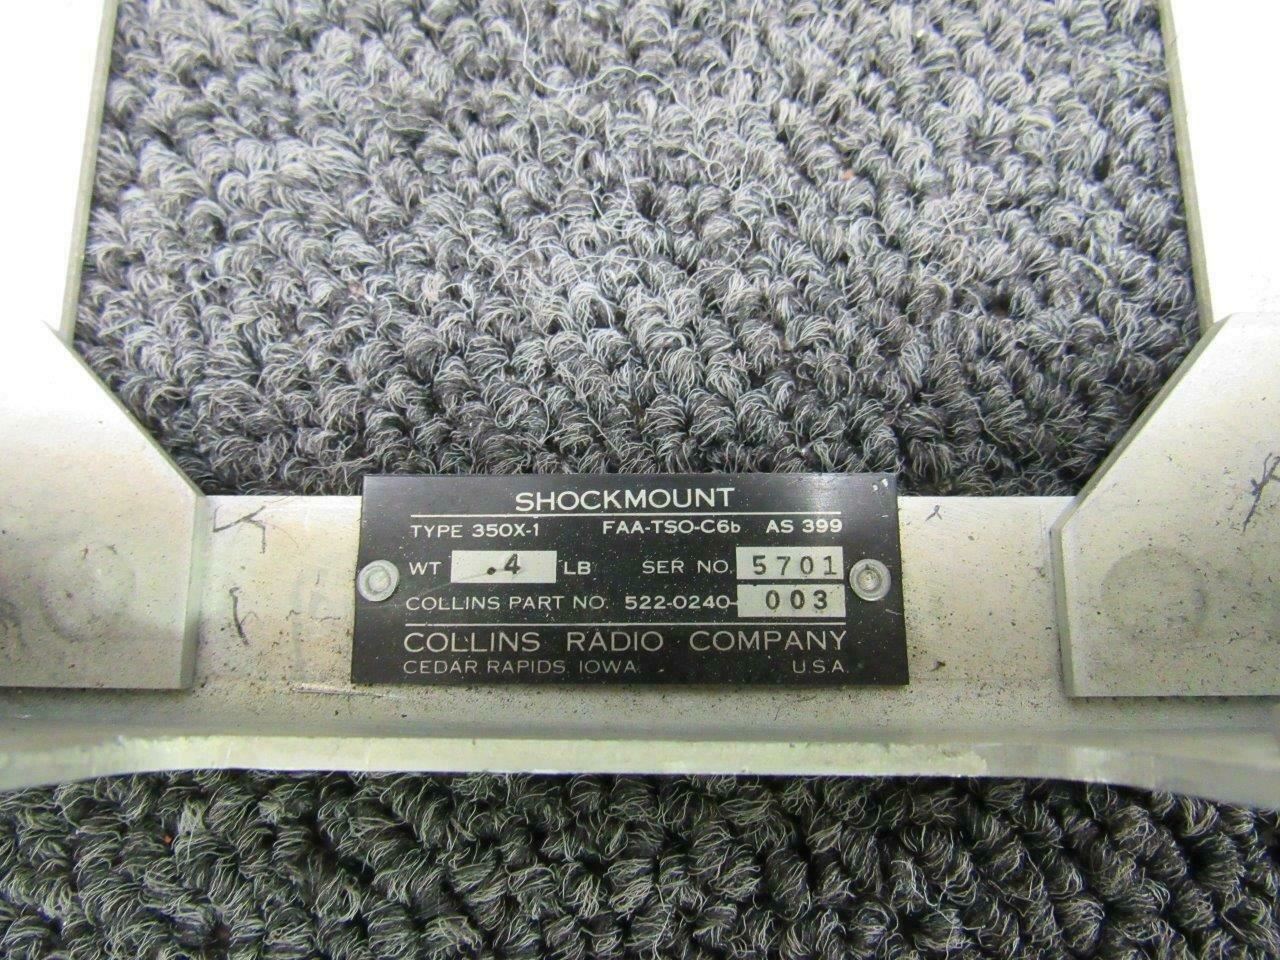 SHOCKMOUNT
TYPE 350X-1 FAA-TSO-C6b AS 399
WT .4 LB SER NO. 5701
COLLINS PART NO. 522-0240- 003
COLLINS RADIO COMPANY
CEDAR RAPIDS, IOWA U.S.A.